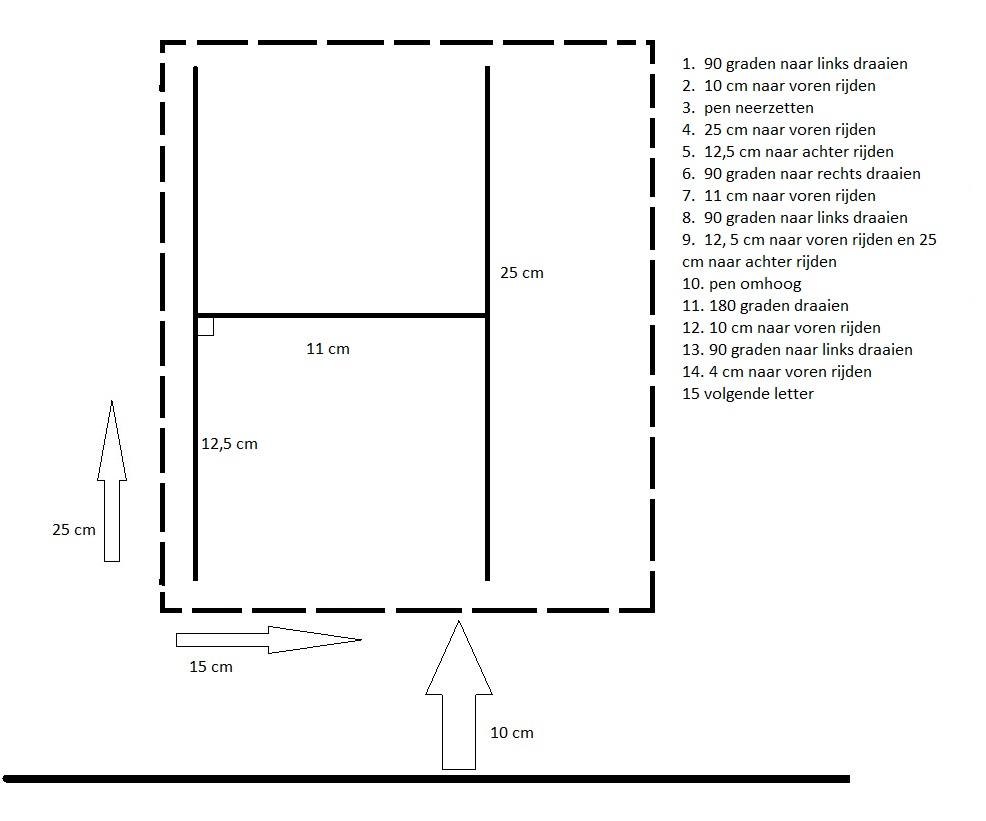 1.  90 graden naar links draaien
2.  10 cm naar voren rijden
3.  pen neerzetten
4.  25 cm naar voren rijden
5.  12,5 cm naar achter rijden
6.  90 graden naar rechts draaien
7.  11 cm naar voren rijden
8.  90 graden naar links draaien
9.  12, 5 cm naar voren rijden en 25
cm naar achter rijden
10. pen omhoog
11. 180 graden draaien
12. 10 cm naar voren rijden
13. 90 graden naar links draaien
14. 4 cm naar voren rijden
15 volgende letter
25 cm
11 cm
12,5 cm
25 cm
15 cm
10 cm